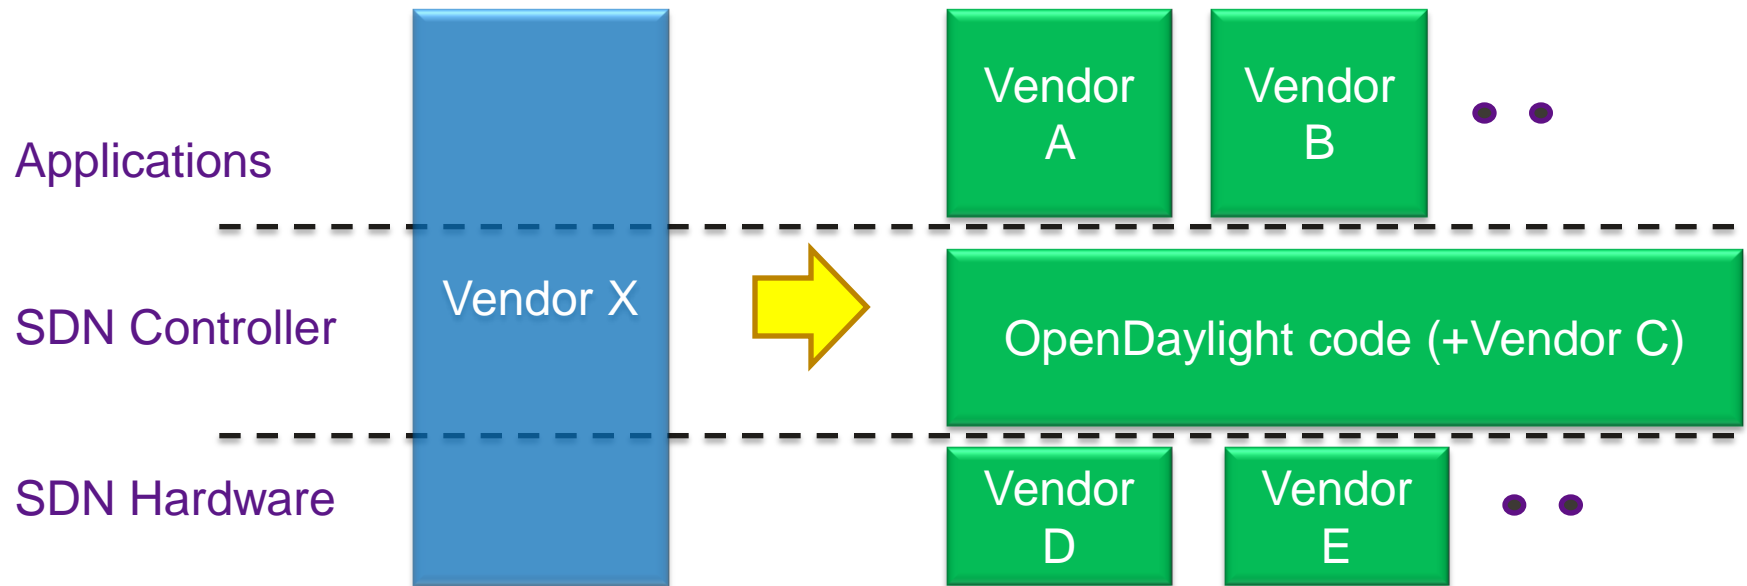 Applications
SDN Controller
SDN Hardware
Vendor X
Vendor
A
Vendor
B
OpenDaylight code (+Vendor C)
Vendor
D
Vendor
E